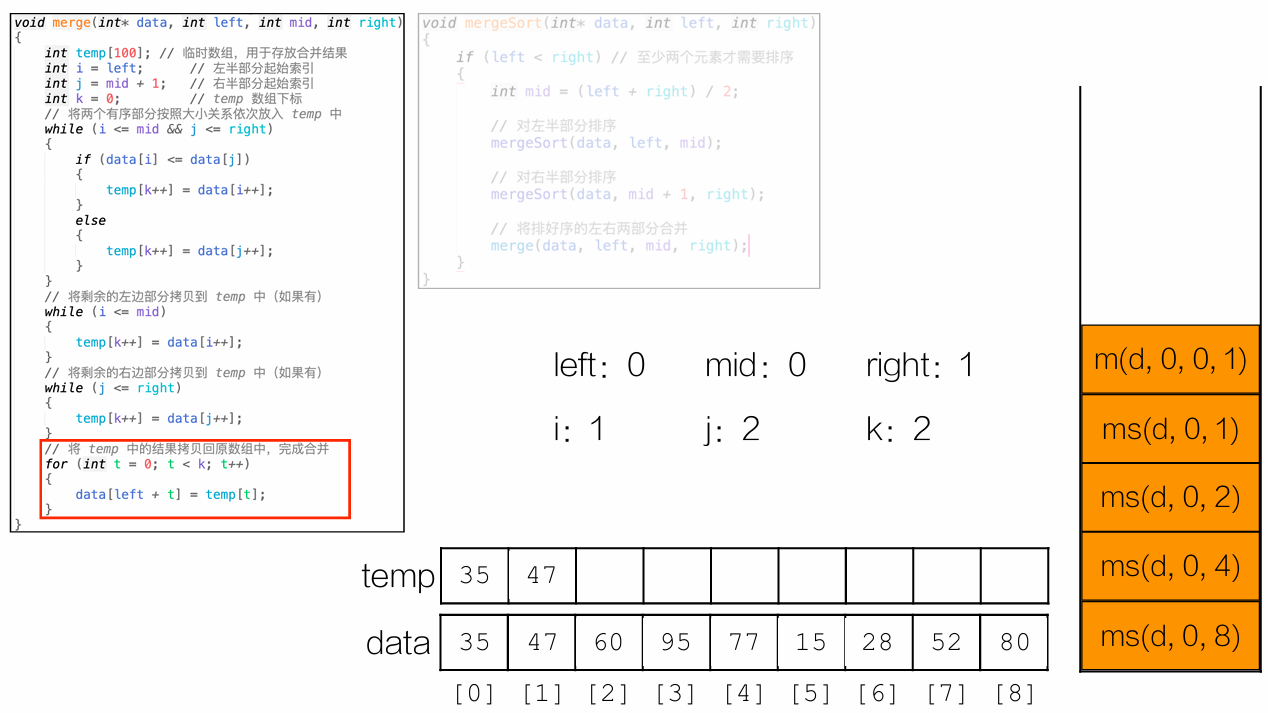 void merge(int* data, int left, int mid, int right)
{
    int temp[100]; // 临时数组，用于存放合并结果
    int i = left;      // 左半部分起始索引
    int j = mid + 1;   // 右半部分起始索引
    int k = 0;         // temp 数组下标
    // 将两个有序部分按照大小关系依次放入 temp 中
    while (i <= mid && j <= right)
    {
        if (data[i] <= data[j])
        {
            temp[k++] = data[i++];
        }
        else
        {
            temp[k++] = data[j++];
        }
    }
    // 将剩余的左边部分拷贝到 temp 中（如果有）
    while (i <= mid)
    {
        temp[k++] = data[i++];
    }
    // 将剩余的右边部分拷贝到 temp 中（如果有）
    while (j <= right)
    {
        temp[k++] = data[j++];
    }
    // 将 temp 中的结果拷贝回原数组中，完成合并
    for (int t = 0; t < k; t++)
    {
        data[left + t] = temp[t];
    }
}
void mergeSort(int* data, int left, int right)
{
    if (left < right) // 至少两个元素才需要排序
    {
        int mid = (left + right) / 2;
        // 对左半部分排序
        mergeSort(data, left, mid);
        // 对右半部分排序
        mergeSort(data, mid + 1, right);
        // 将排好序的左右两部分合并
        merge(data, left, mid, right);
    }
}
left: 0 mid: 0 right: 1
i: 1 j: 2 k: 2
temp 35 47
data 35 47 60 95 77 15 28 52 80
[0] [1] [2] [3] [4] [5] [6] [7] [8]
m(d, 0, 0, 1)
ms(d, 0, 1)
ms(d, 0, 2)
ms(d, 0, 4)
ms(d, 0, 8)